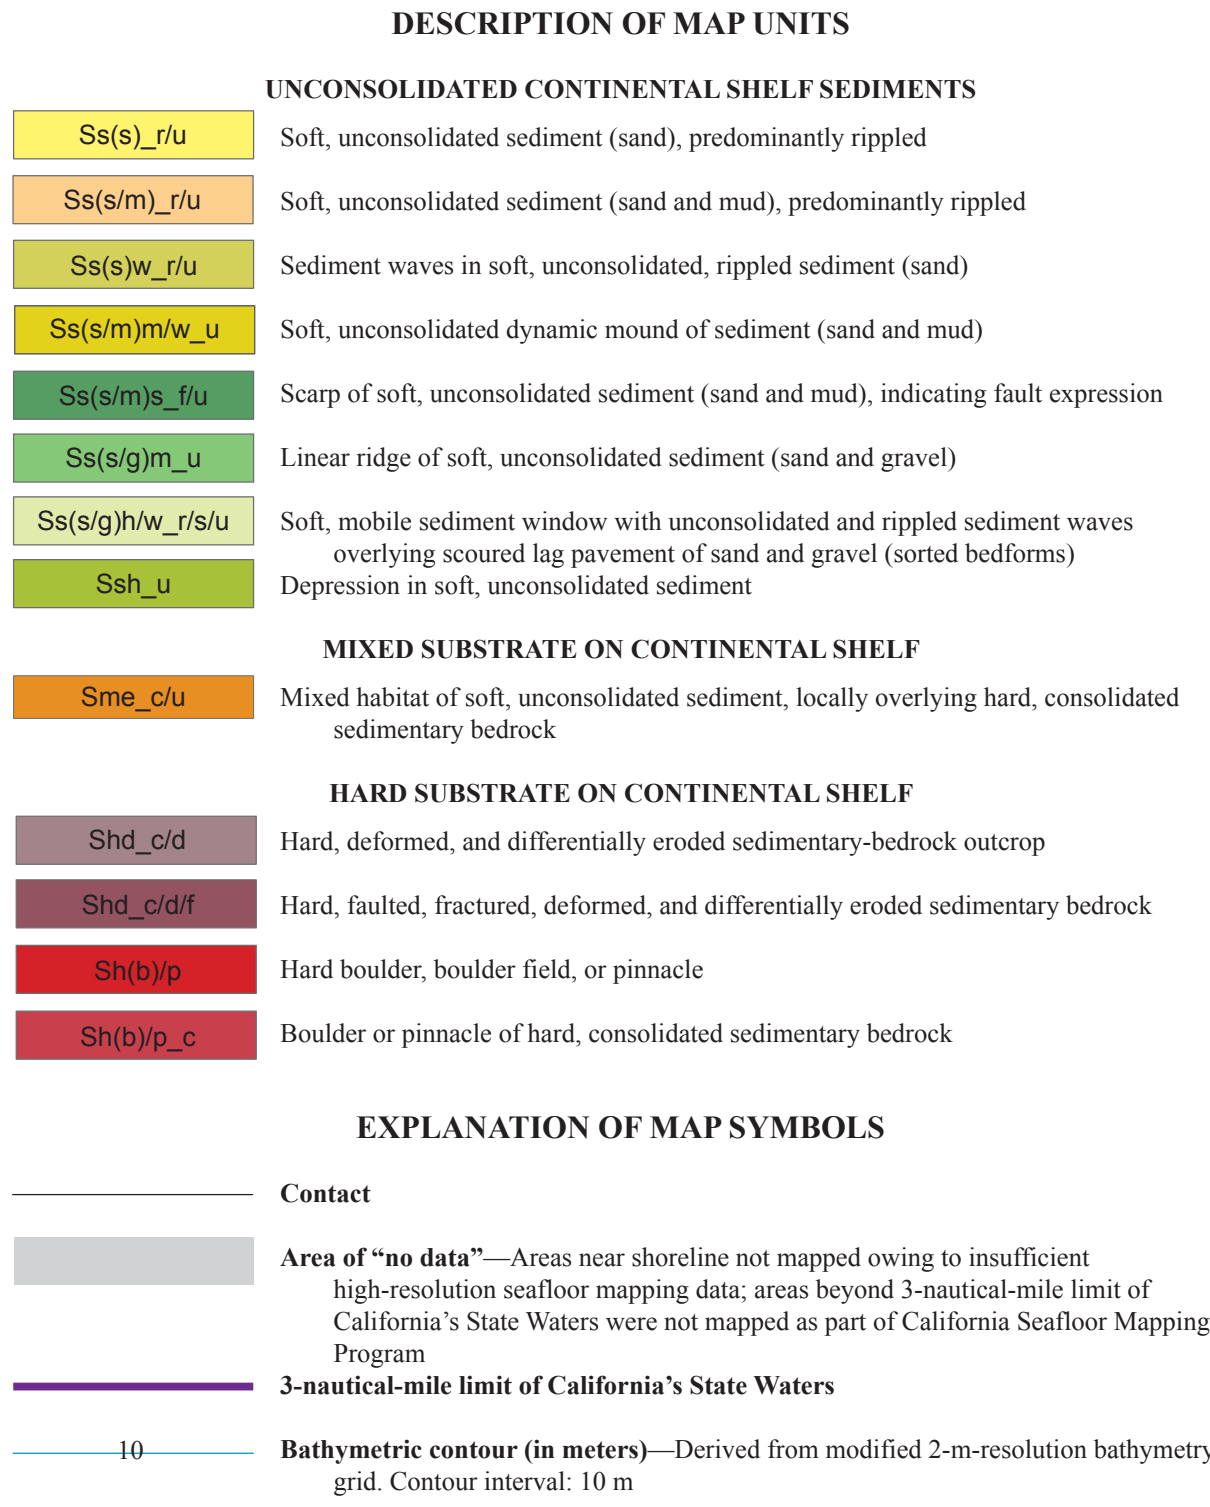 DESCRIPTION OF MAP UNITS
UNCONSOLIDATED CONTINENTAL SHELF SEDIMENTS
Ss(s)_r/u Soft, unconsolidated sediment (sand), predominantly rippled
Ss(s/m)_r/u Soft, unconsolidated sediment (sand and mud), predominantly rippled
Ss(s)w_r/u Sediment waves in soft, unconsolidated, rippled sediment (sand)
Ss(s/m)m/w_u Soft, unconsolidated dynamic mound of sediment (sand and mud)
Ss(s/m)s_f/u Scarp of soft, unconsolidated sediment (sand and mud), indicating fault expression
Ss(s/g)m_u Linear ridge of soft, unconsolidated sediment (sand and gravel)
Ss(s/g)h/w_r/s/u Soft, mobile sediment window with unconsolidated and rippled sediment waves
overlying scoured lag pavement of sand and gravel (sorted bedforms)
Ssh_u Depression in soft, unconsolidated sediment
MIXED SUBSTRATE ON CONTINENTAL SHELF
Sme_c/u Mixed habitat of soft, unconsolidated sediment, locally overlying hard, consolidated
sedimentary bedrock
HARD SUBSTRATE ON CONTINENTAL SHELF
Shd_c/d Hard, deformed, and differentially eroded sedimentary-bedrock outcrop
Shd_c/d/f Hard, faulted, fractured, deformed, and differentially eroded sedimentary bedrock
Sh(b)/p Hard boulder, boulder field, or pinnacle
Sh(b)/p_c Boulder or pinnacle of hard, consolidated sedimentary bedrock
EXPLANATION OF MAP SYMBOLS
Contact
Area of “no data”—Areas near shoreline not mapped owing to insufficient
high-resolution seafloor mapping data; areas beyond 3-nautical-mile limit of
California’s State Waters were not mapped as part of California Seafloor Mapping
Program
3-nautical-mile limit of California’s State Waters
10 Bathymetric contour (in meters)—Derived from modified 2-m-resolution bathymetry
grid. Contour interval: 10 m